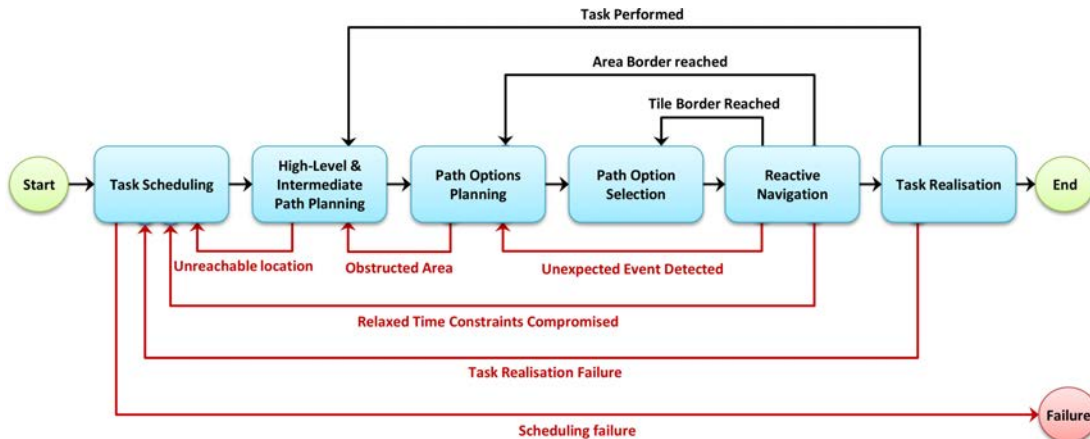 Task Performed
Area Border reached
Tile Border Reached
Start
Task Scheduling
High-Level &
Intermediate
Path Planning
Path Options
Planning
Path Option
Selection
Reactive
Navigation
Task Realisation
End
Unreachable location
Obstructed Area
Unexpected Event Detected
Relaxed Time Constraints Compromised
Task Realisation Failure
Failure
Scheduling failure